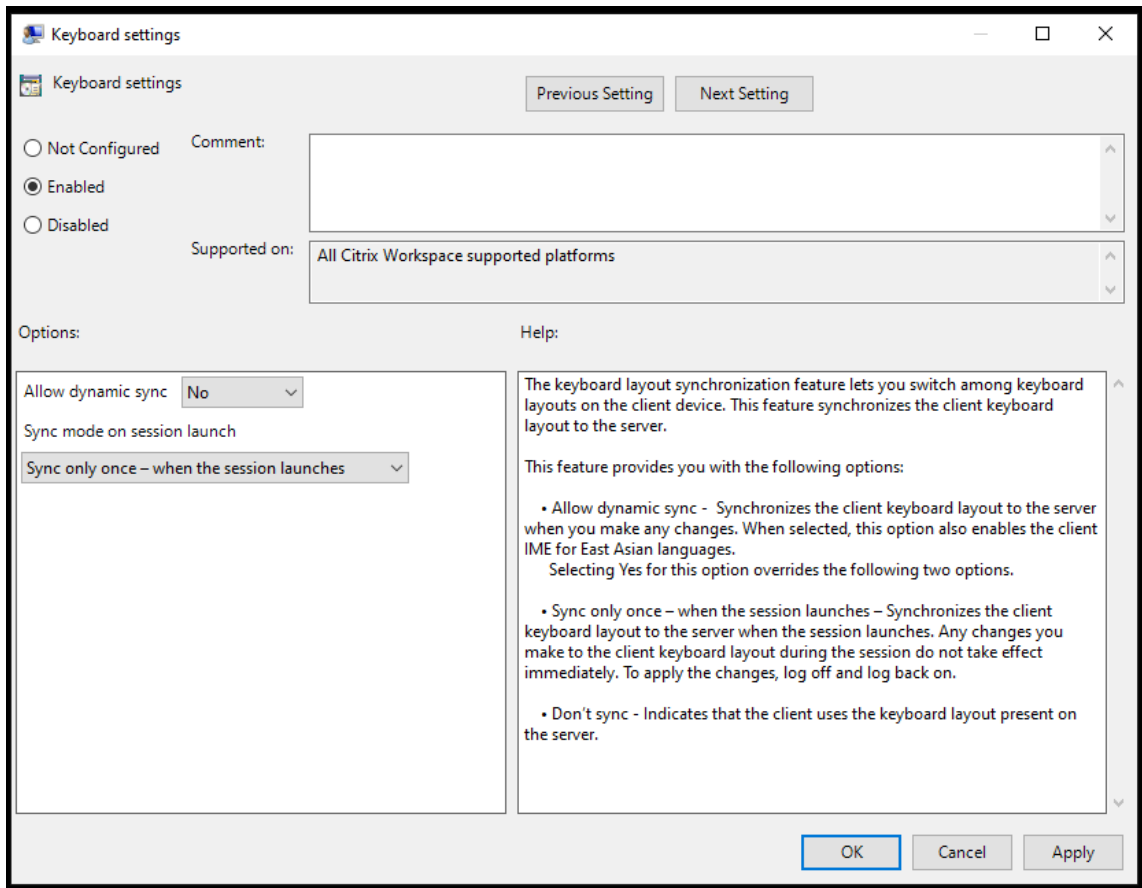 Keyboard settings
Keyboard settings
Previous Setting
Next Setting
Not Configured
Enabled
Disabled
Comment:
Supported on:
All Citrix Workspace supported platforms
Options:
Help:
Allow dynamic sync No
Sync mode on session launch
Sync only once – when the session launches
The keyboard layout synchronization feature lets you switch among keyboard
layouts on the client device. This feature synchronizes the client keyboard
layout to the server.
This feature provides you with the following options:
• Allow dynamic sync - Synchronizes the client keyboard layout to the server
when you make any changes. When selected, this option also enables the client
IME for East Asian languages.
Selecting Yes for this option overrides the following two options.
• Sync only once – when the session launches – Synchronizes the client
keyboard layout to the server when the session launches. Any changes you
make to the client keyboard layout during the session do not take effect
immediately. To apply the changes, log off and log back on.
• Don't sync - Indicates that the client uses the keyboard layout present on
the server.
OK
Cancel
Apply